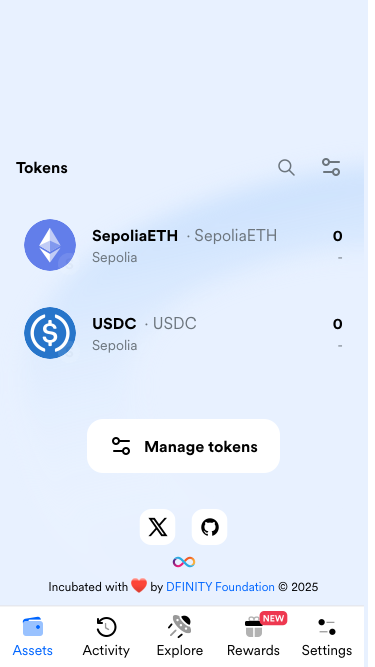 Tokens
SepoliaETH · SepoliaETH 0
Sepolia -
USDC · USDC 0
Sepolia -
Manage tokens
Incubated with ❤️ by DFINITY Foundation © 2025
NEW
Assets Activity Explore Rewards Settings